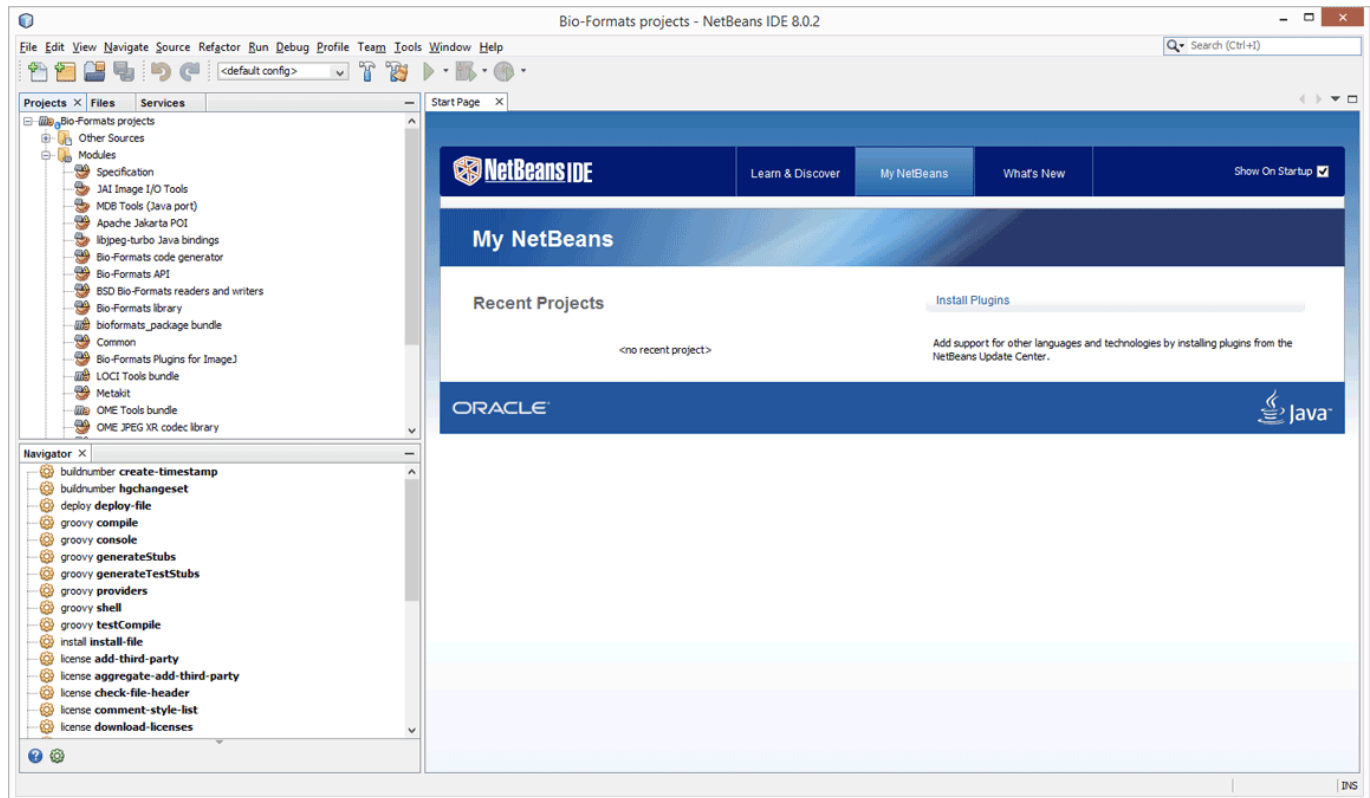 Bio-Formats projects - NetBeans IDE 8.0.2
File Edit View Navigate Source Refactor Run Debug Profile Team Tools Window Help
Search (Ctrl+I)
<default config>
Projects Files Services
Start Page
Bio-Formats projects
Other Sources
Modules
Specification
JAI Image I/O Tools
MDB Tools (Java port)
Apache Jakarta POI
libjpeg-turbo Java bindings
Bio-Formats code generator
Bio-Formats API
BSD Bio-Formats readers and writers
Bio-Formats library
bioformats_package bundle
Common
Bio-Formats Plugins for ImageJ
LOCI Tools bundle
Metakit
OME Tools bundle
OME JPEG XR codec library
NetBeans IDE
Learn & Discover
My NetBeans
What's New
Show On Startup
My NetBeans
Recent Projects
<no recent project>
Install Plugins
Add support for other languages and technologies by installing plugins from the
NetBeans Update Center.
ORACLE
Java
Navigator
buildnumber create-timestamp
buildnumber hgchangeset
deploy deploy-file
groovy compile
groovy console
groovy generateStubs
groovy generateTestStubs
groovy providers
groovy shell
groovy testCompile
install install-file
license add-third-party
license aggregate-add-third-party
license check-file-header
license comment-style-list
license download-licenses
INS